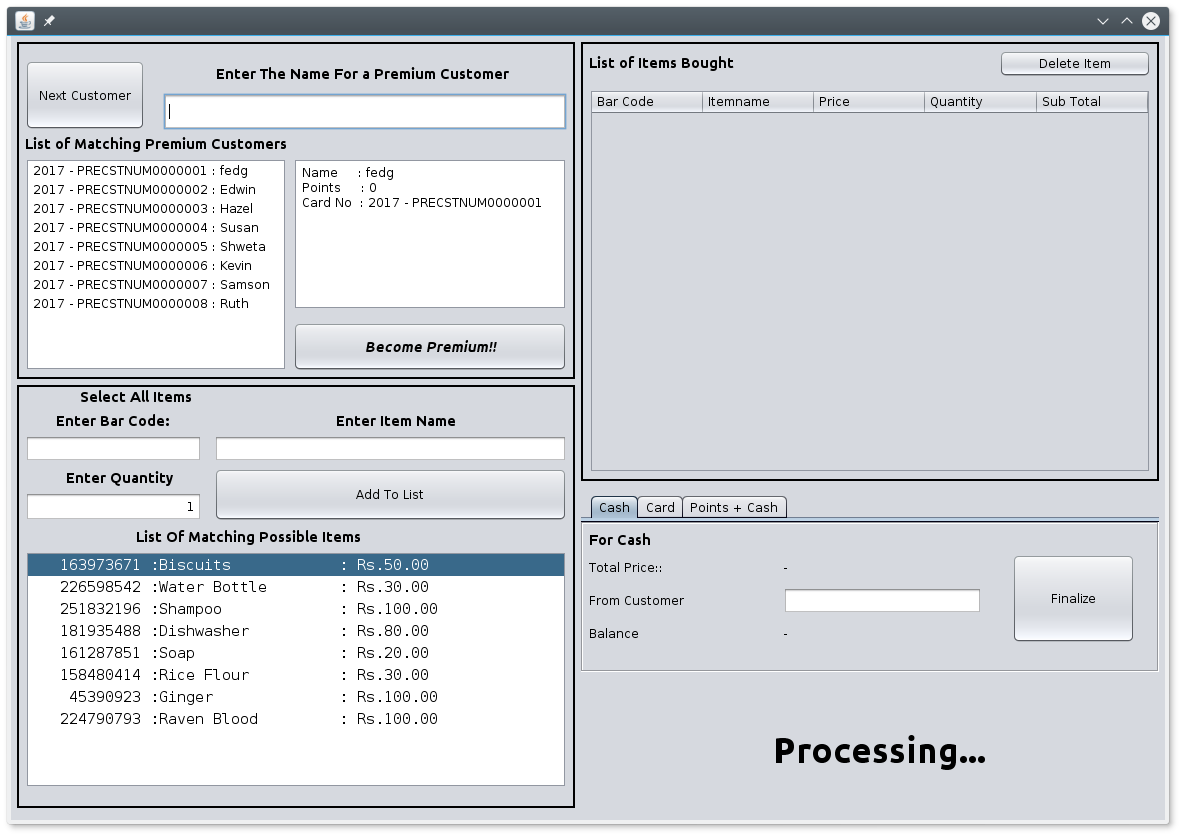 Next Customer
Enter The Name For a Premium Customer
List of Matching Premium Customers
2017 - PRECSTNUM0000001 : fedg
2017 - PRECSTNUM0000002 : Edwin
2017 - PRECSTNUM0000003 : Hazel
2017 - PRECSTNUM0000004 : Susan
2017 - PRECSTNUM0000005 : Shweta
2017 - PRECSTNUM0000006 : Kevin
2017 - PRECSTNUM0000007 : Samson
2017 - PRECSTNUM0000008 : Ruth
Name : fedg
Points : 0
Card No : 2017 - PRECSTNUM0000001
Become Premium!!
Select All Items
Enter Bar Code:
Enter Item Name
Enter Quantity
1
Add To List
List Of Matching Possible Items
163973671 :Biscuits : Rs.50.00
226598542 :Water Bottle : Rs.30.00
251832196 :Shampoo : Rs.100.00
181935488 :Dishwasher : Rs.80.00
161287851 :Soap : Rs.20.00
158480414 :Rice Flour : Rs.30.00
45390923 :Ginger : Rs.100.00
224790793 :Raven Blood : Rs.100.00
List of Items Bought
Delete Item
Bar Code Itemname Price Quantity Sub Total
Cash Card Points + Cash
For Cash
Total Price:: -
From Customer
Balance -
Finalize
Processing...